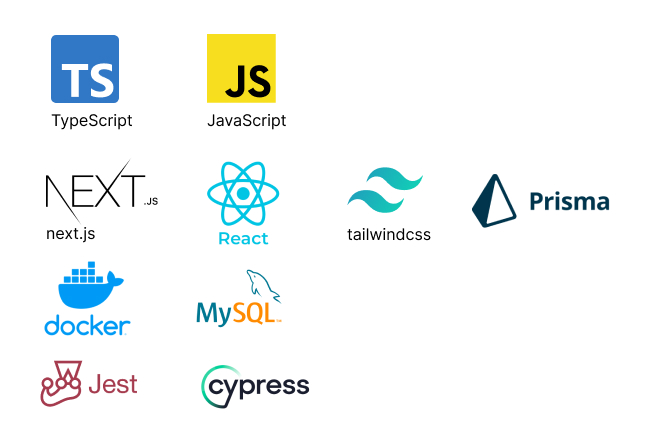 TS
JS
TypeScript
JavaScript
NEXT.JS
next.js
React
tailwindcss
Prisma
docker
MySQL
Jest
cypress